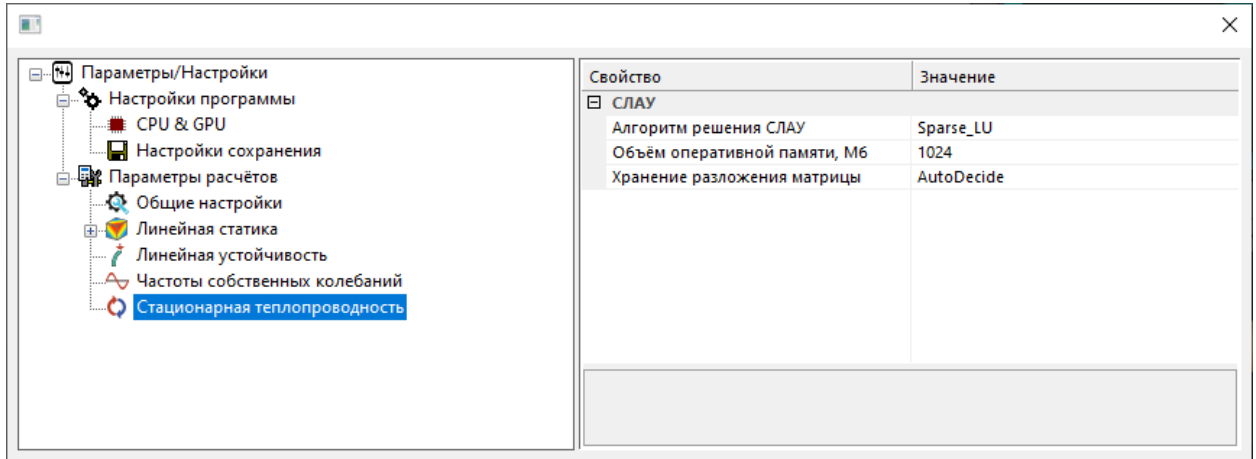 Параметры/Настройки
Настройки программы
CPU & GPU
Настройки сохранения
Параметры расчётов
Общие настройки
Линейная статика
Линейная устойчивость
Частоты собственных колебаний
Стационарная теплопроводность
Свойство Значение
СЛАУ
Алгоритм решения СЛАУ Sparse_LU
Объём оперативной памяти, Мб 1024
Хранение разложения матрицы AutoDecide